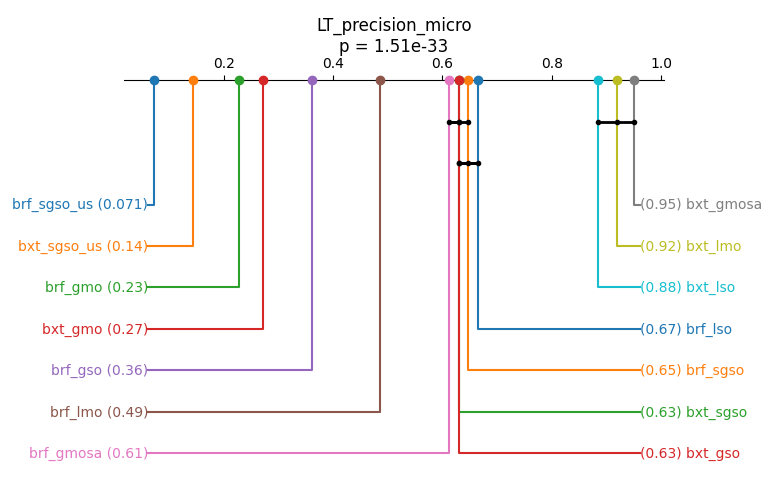 LT_precision_micro
p = 1.51e-33
0.2 0.4 0.6 0.8 1.0
brf_sgso_us (0.071) (0.95) bxt_gmosa
bxt_sgso_us (0.14) (0.92) bxt_lmo
brf_gmo (0.23) (0.88) bxt_lso
bxt_gmo (0.27) (0.67) brf_lso
brf_gso (0.36) (0.65) brf_sgso
brf_lmo (0.49) (0.63) bxt_sgso
brf_gmosa (0.61) (0.63) bxt_gso